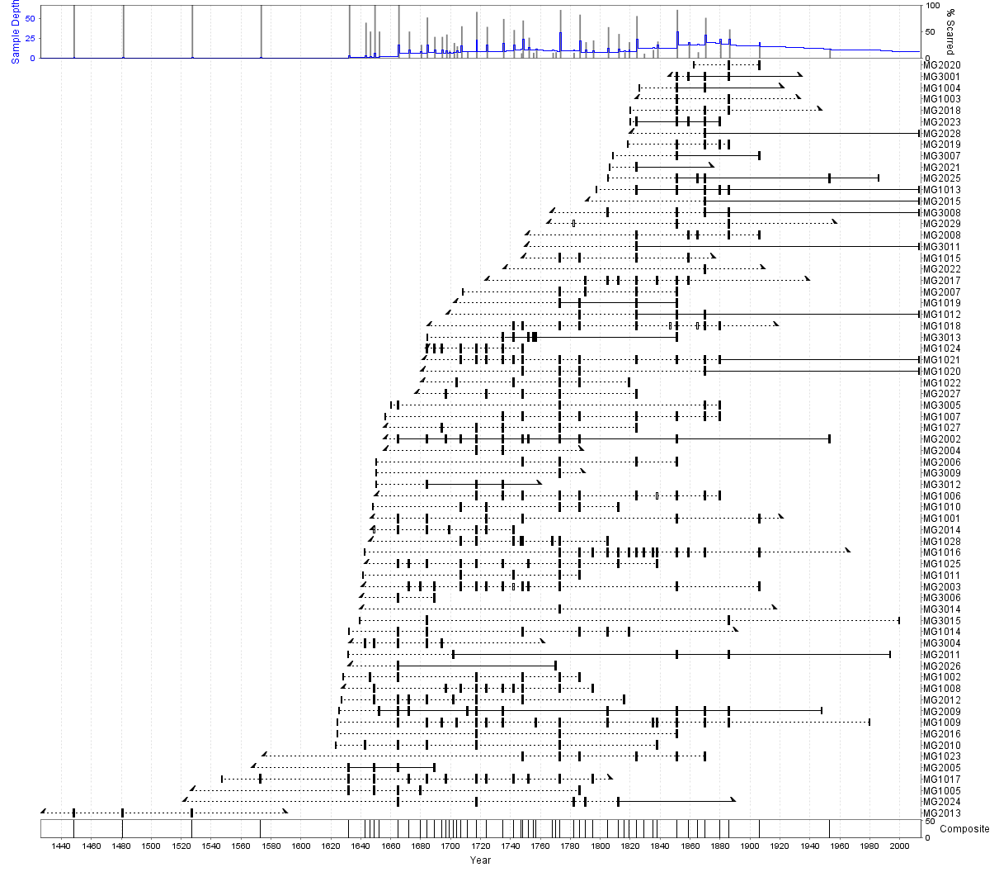 Sample Depth
50
25
0
100
50
0
% Scarred
MG2020
MG3001
MG1004
MG1003
MG2018
MG2023
MG2028
MG2019
MG3007
MG2021
MG2025
MG1013
MG2015
MG3008
MG2029
MG2008
MG3011
MG1015
MG2022
MG2017
MG2007
MG1019
MG1012
MG1018
MG3013
MG1024
MG1021
MG1020
MG1022
MG2027
MG3005
MG1007
MG1027
MG2002
MG2004
MG2006
MG3009
MG3012
MG1006
MG1010
MG1001
MG2014
MG1028
MG1016
MG1025
MG1011
MG2003
MG3006
MG3014
MG3015
MG1014
MG3004
MG2011
MG2026
MG1002
MG1008
MG2012
MG2009
MG1009
MG2016
MG2010
MG1023
MG2005
MG1017
MG1005
MG2024
MG2013
50
Composite
0
1440 1460 1480 1500 1520 1540 1560 1580 1600 1620 1640 1660 1680 1700 1720 1740 1760 1780 1800 1820 1840 1860 1880 1900 1920 1940 1960 1980 2000
Year